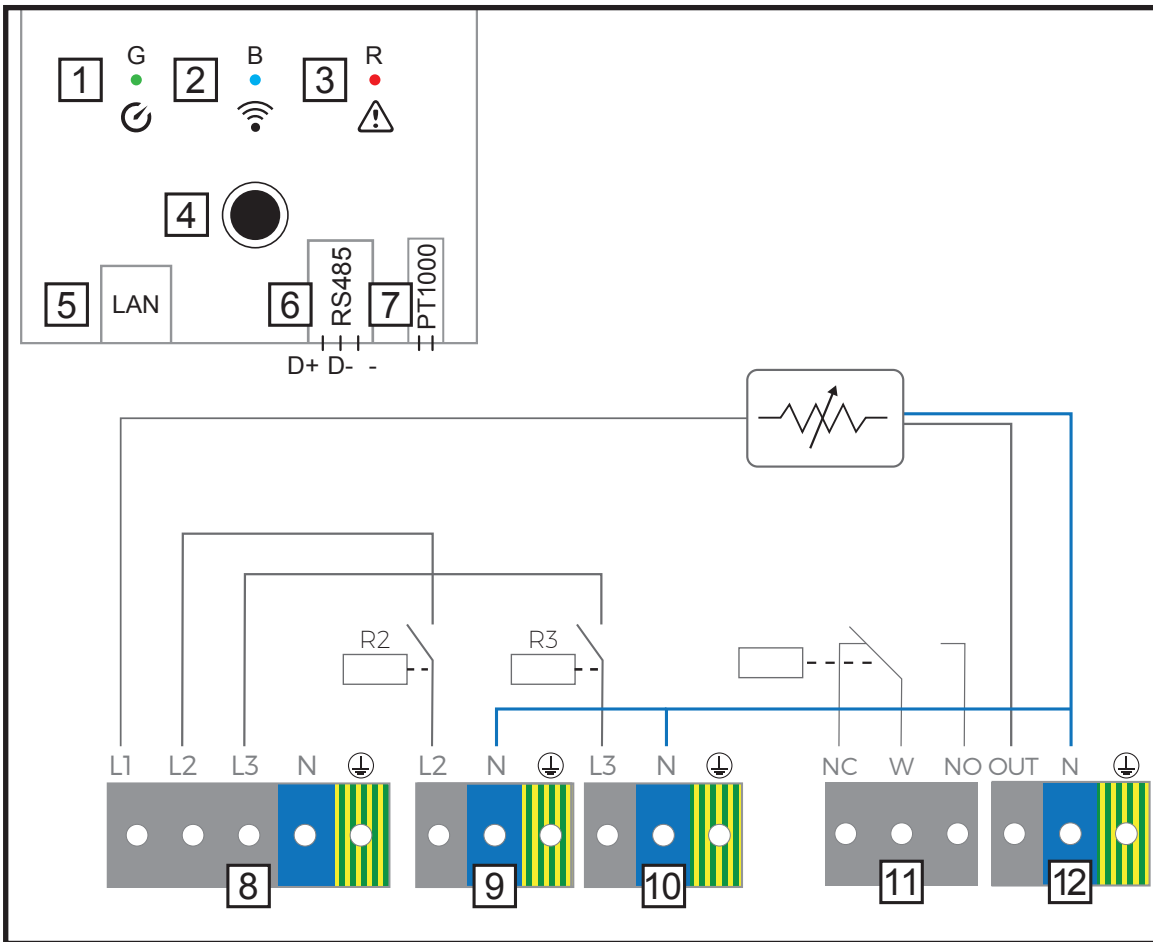 G B R
1 2 3
4
5 LAN 6 RS485 7 PT1000
D+ D- -
R2 R3
L1 L2 L3 N L2 N L3 N NC W NO OUT N
8 9 10 11 12